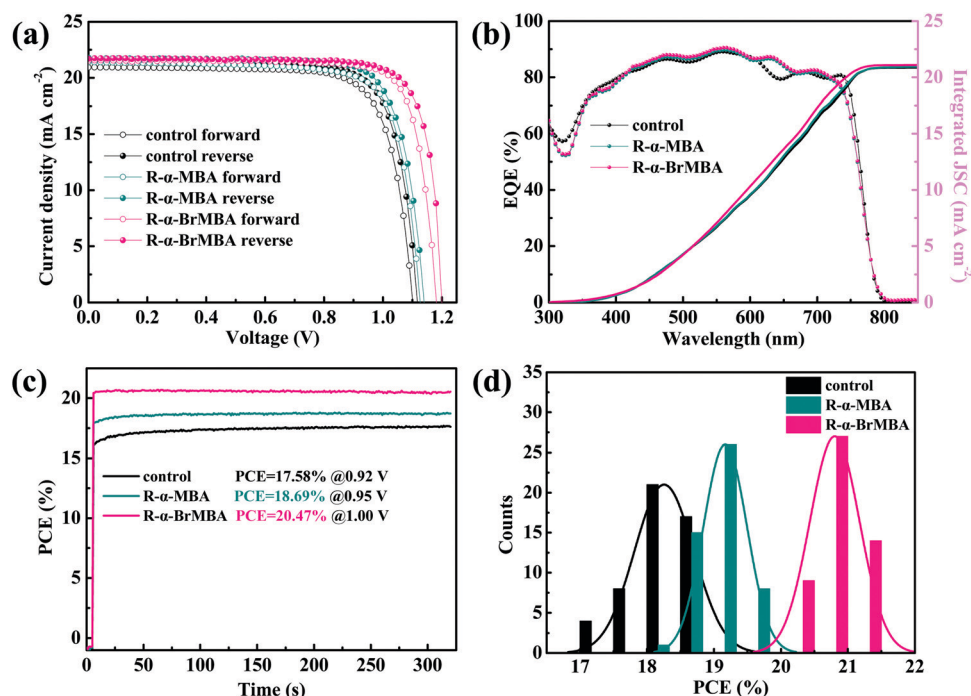 (a)
25
20
15
10
5
0
Current density (mA cm-2)
control forward
control reverse
R-α-MBA forward
R-α-MBA reverse
R-α-BrMBA forward
R-α-BrMBA reverse
0.0 0.2 0.4 0.6 0.8 1.0 1.2
Voltage (V)
(b)
100
80
60
40
20
0
EQE (%)
control
R-α-MBA
R-α-BrMBA
25
20
15
10
5
0
Integrated JSC (mA cm-2)
300 400 500 600 700 800
Wavelength (nm)
(c)
PCE (%)
control PCE=17.58% @0.92 V
R-α-MBA PCE=18.69% @0.95 V
R-α-BrMBA PCE=20.47% @1.00 V
0 50 100 150 200 250 300
Time (s)
(d)
35
30
25
20
15
10
5
0
Counts
control
R-α-MBA
R-α-BrMBA
17 18 19 20 21 22
PCE (%)